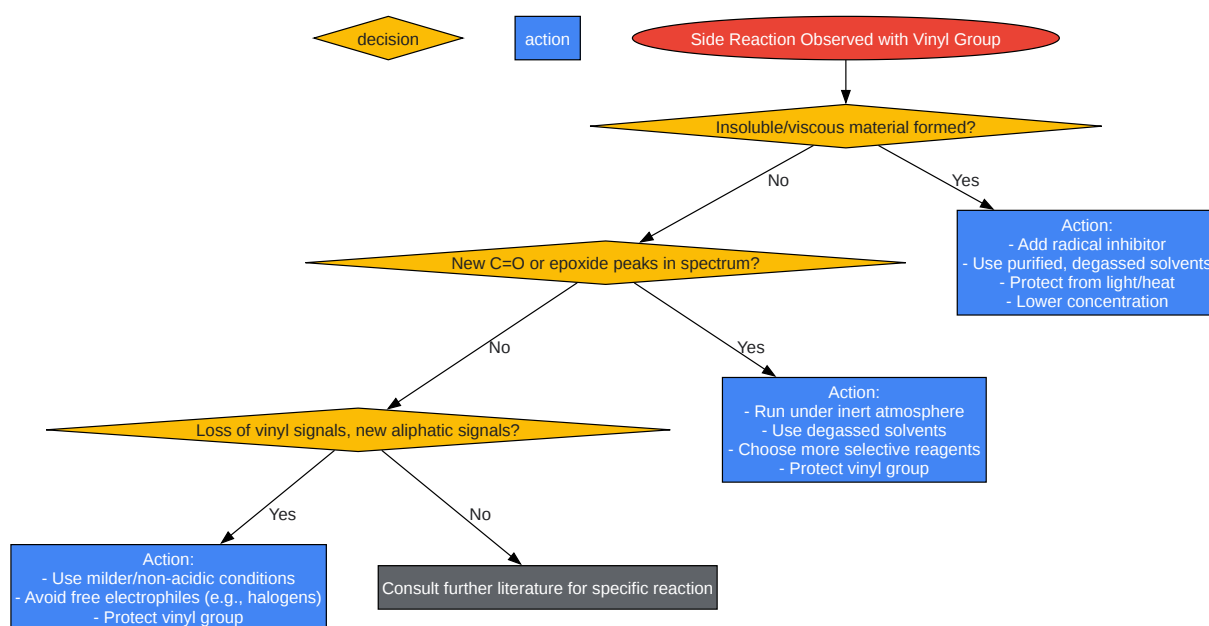 decision
action
Side Reaction Observed with Vinyl Group
Insoluble/viscous material formed?
No
Yes
Action:
- Add radical inhibitor
- Use purified, degassed solvents
- Protect from light/heat
- Lower concentration
New C=O or epoxide peaks in spectrum?
No
Yes
Action:
- Run under inert atmosphere
- Use degassed solvents
- Choose more selective reagents
- Protect vinyl group
Loss of vinyl signals, new aliphatic signals?
Yes
No
Action:
- Use milder/non-acidic conditions
- Avoid free electrophiles (e.g., halogens)
- Protect vinyl group
Consult further literature for specific reaction